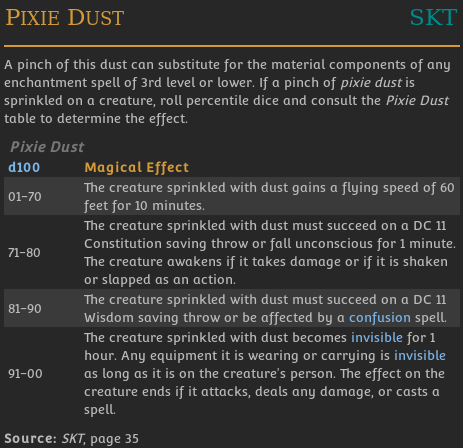 Pixie Dust SKT
A pinch of this dust can substitute for the material components of any
enchantment spell of 3rd level or lower. If a pinch of pixie dust is
sprinkled on a creature, roll percentile dice and consult the Pixie Dust
table to determine the effect.
Pixie Dust
d100 Magical Effect
01–70 The creature sprinkled with dust gains a flying speed of 60
feet for 10 minutes.
71–80 The creature sprinkled with dust must succeed on a DC 11
Constitution saving throw or fall unconscious for 1 minute.
The creature awakens if it takes damage or if it is shaken
or slapped as an action.
81–90 The creature sprinkled with dust must succeed on a DC 11
Wisdom saving throw or be affected by a confusion spell.
91–00 The creature sprinkled with dust becomes invisible for 1
hour. Any equipment it is wearing or carrying is invisible
as long as it is on the creature's person. The effect on the
creature ends if it attacks, deals any damage, or casts a
spell.
Source: SKT, page 35